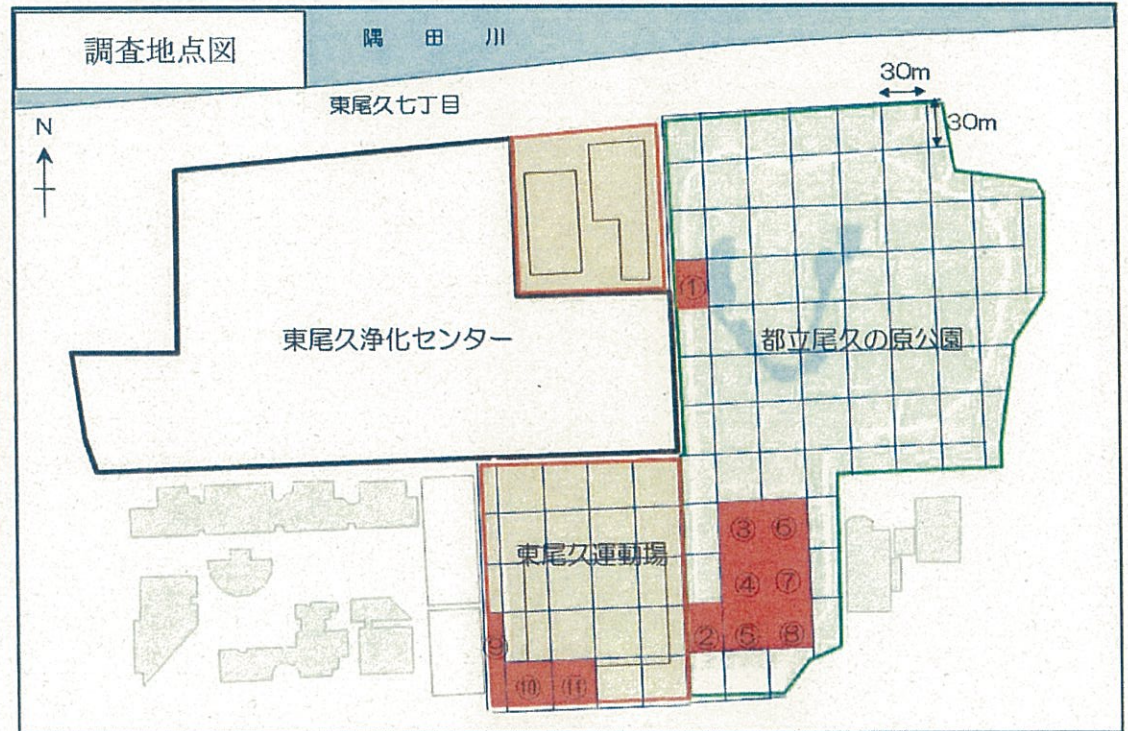 調査地点図
隅田川
東尾久七丁目
30m
30m
N
①
東尾久浄化センター
都立尾久の原公園
③ ⑥
東尾久運動場
④ ⑦
② ⑤ ⑧
⑨
⑩ ⑪